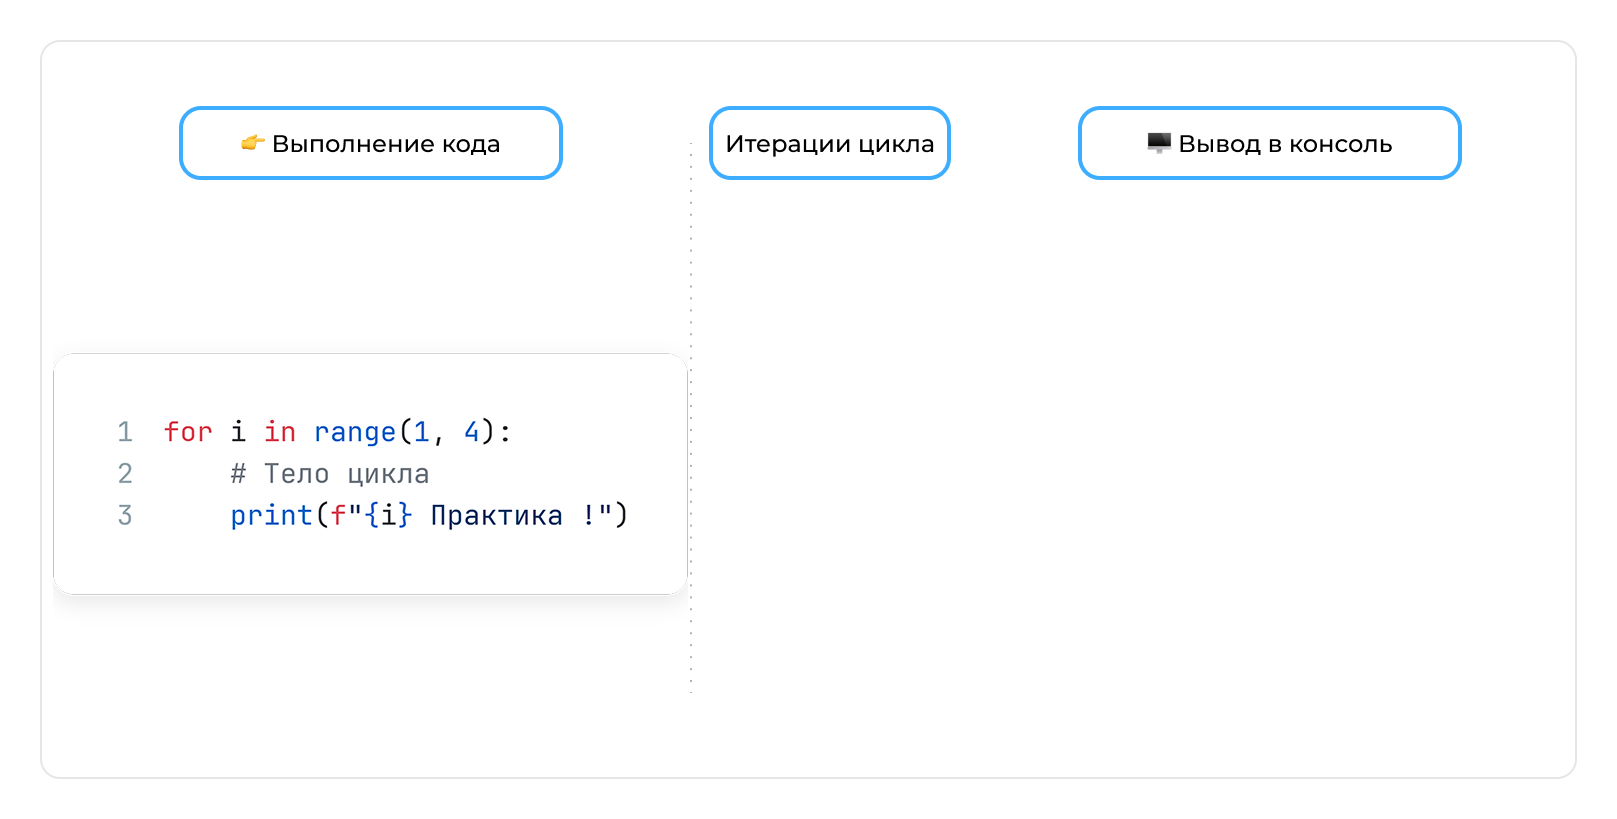 👉 Выполнение кода
Итерации цикла
🖥️ Вывод в консоль
1 for i in range(1, 4):
2     # Тело цикла
3     print(f"{i} Практика !")